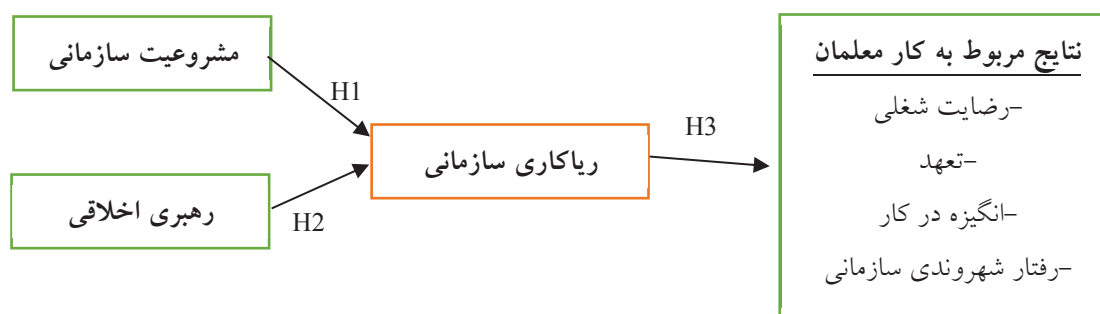 مشروعیت سازمانی
H1
رهبری اخلاقی
H2
ریاکاری سازمانی
H3
نتایج مربوط به کار معلمان
-رضایت شغلی
-تعهد
-انگیزه در کار
-رفتار شهروندی سازمانی